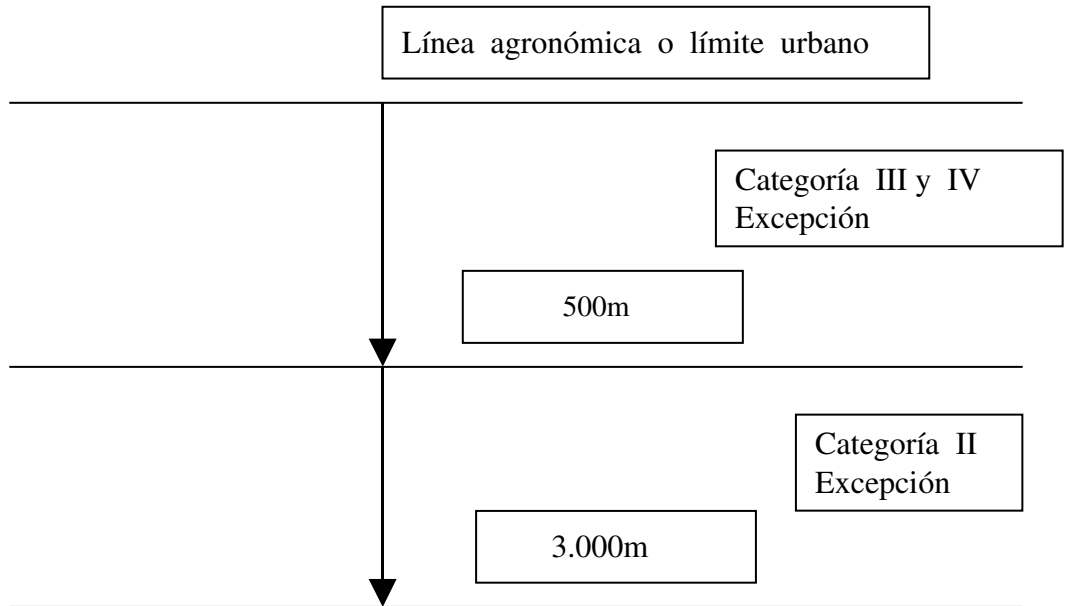 Línea agronómica o límite urbano
Categoría III y IV
Excepción
500m
Categoría II
Excepción
3.000m